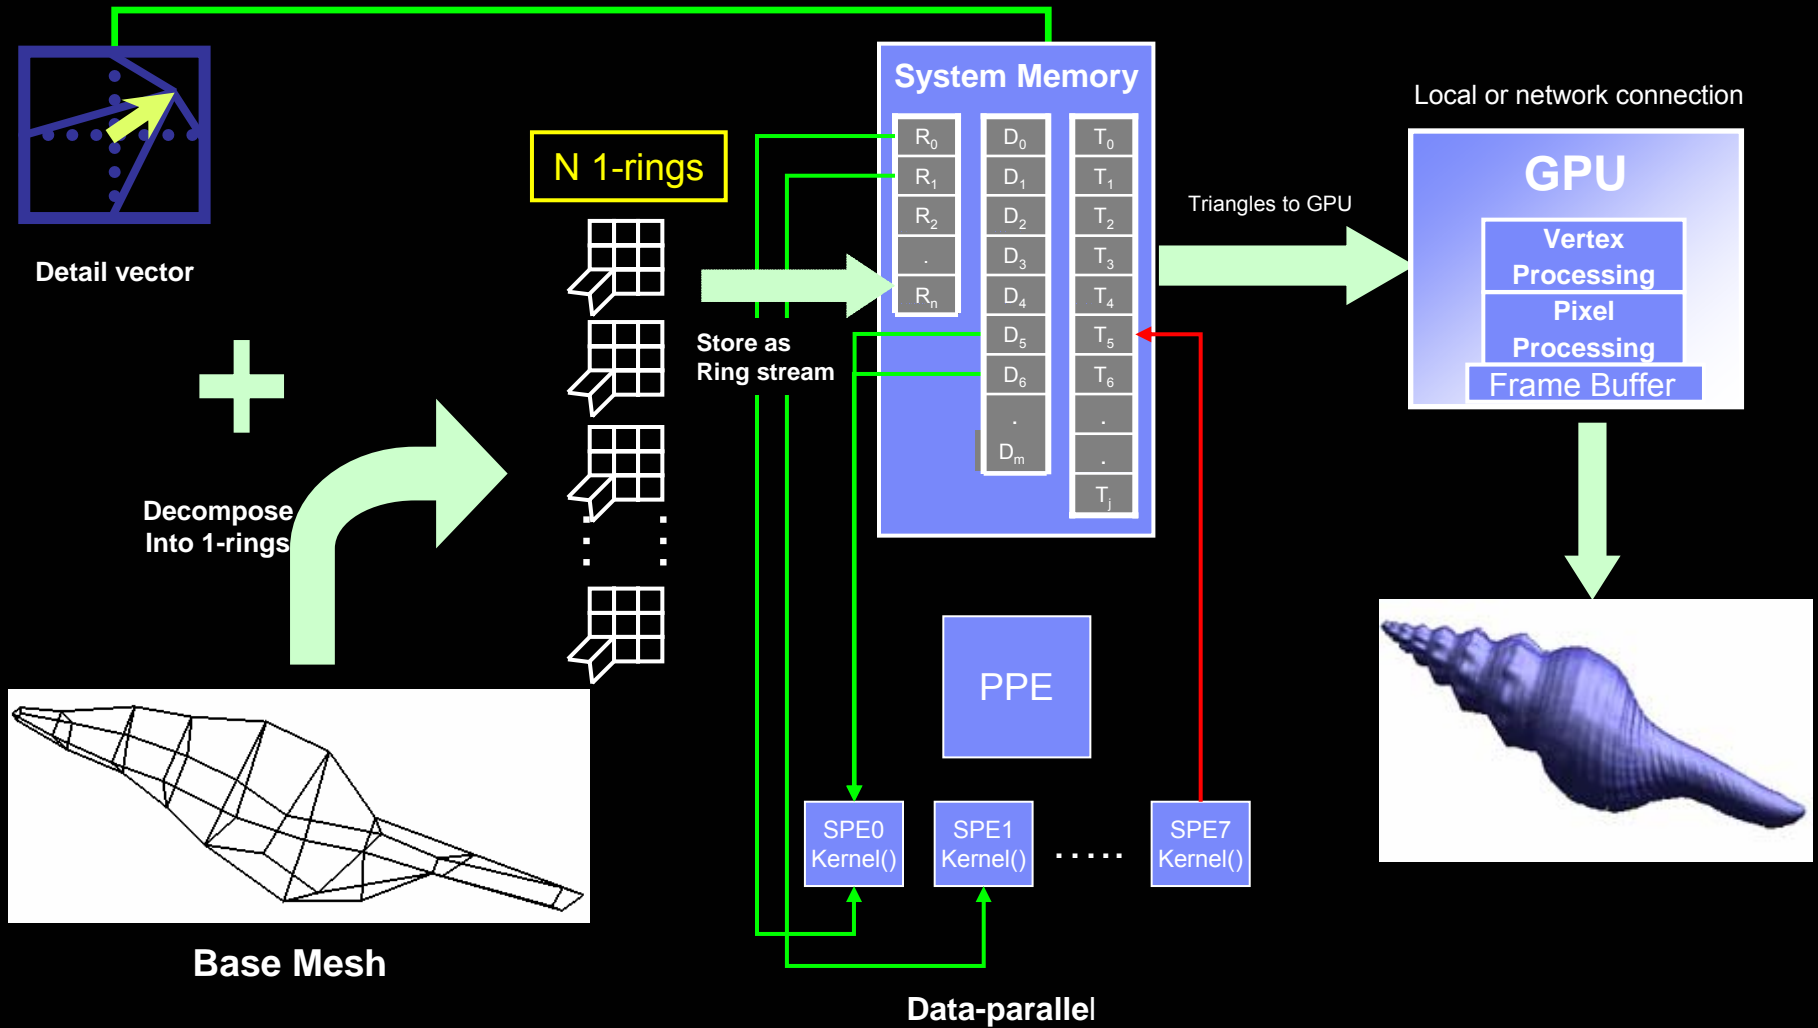 System Memory
Local or network connection
GPU
N 1-rings
R0
R1
R2
.
Rn
D0
D1
D2
D3
D4
D5
D6
.
Dm
T0
T1
T2
T3
T4
T5
T6
.
.
Tj
Triangles to GPU
Vertex
Processing
Pixel
Processing
Frame Buffer
Detail vector
Store as
Ring stream
Decompose
Into 1-rings
PPE
SPE0
Kernel()
SPE1
Kernel()
.....
SPE7
Kernel()
Base Mesh
Data-parallel